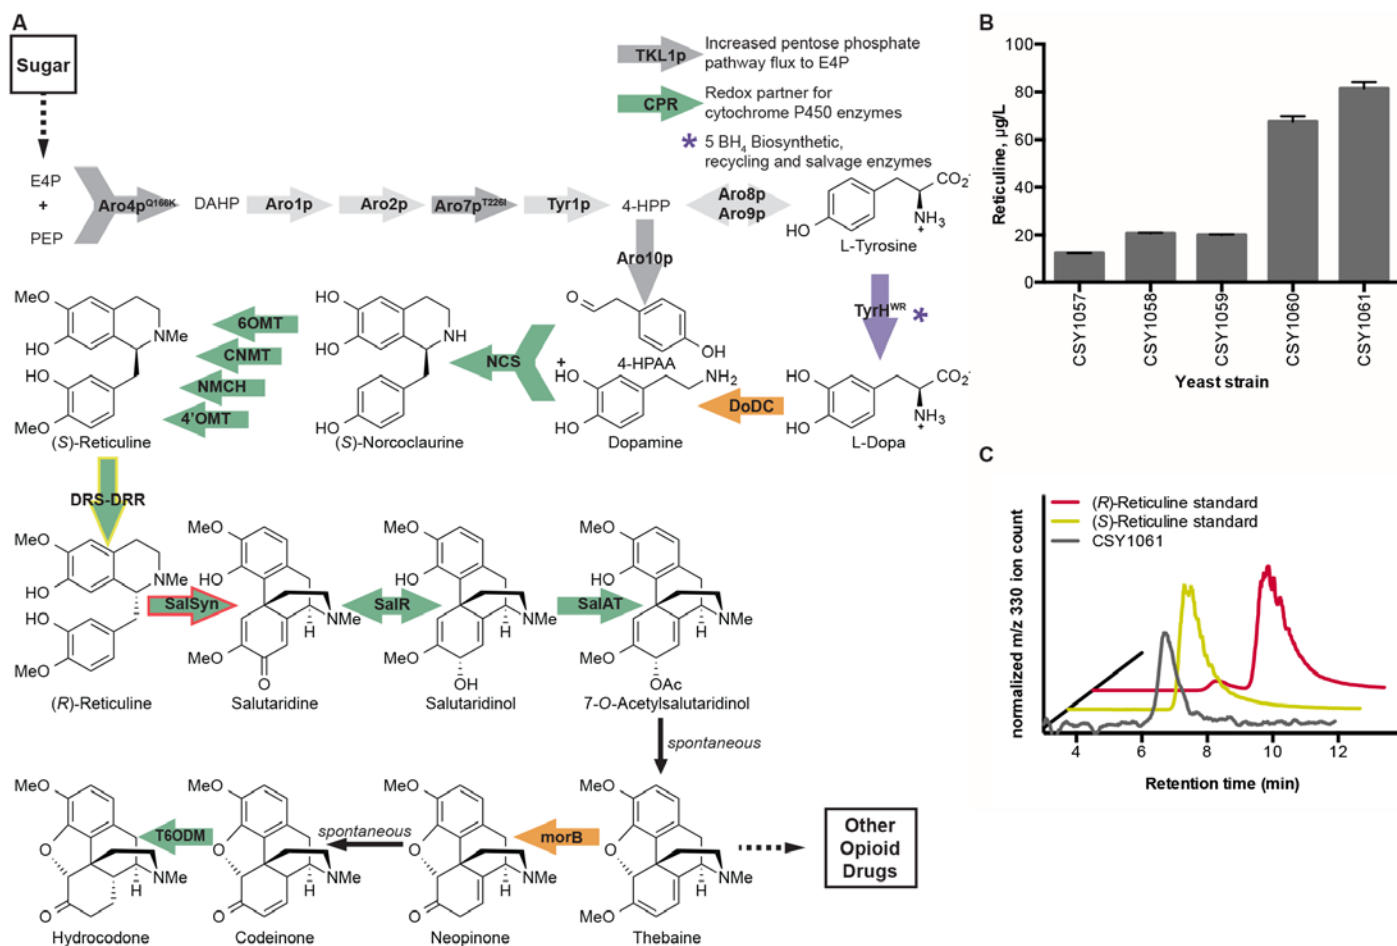 A
Sugar
TKL1p
Increased pentose phosphate
pathway flux to E4P
CPR
Redox partner for
cytochrome P450 enzymes
* 5 BH4 Biosynthetic,
recycling and salvage enzymes
E4P
+
PEP
Aro4pQ166K
DAHP
Aro1p
Aro2p
Aro7pT226I
Tyr1p
4-HPP
Aro8p
Aro9p
CO2-
NH3
+
HO
L-Tyrosine
Aro10p
TyrHWR *
O
OH
4-HPAA
+
HO
HO
NH2
Dopamine
DoDC
CO2-
NH3
+
HO
HO
L-Dopa
NCS
HO
HO
NH
HO
(S)-Norcoclaurine
6OMT
CNMT
NMCH
4'OMT
MeO
HO
NMe
HO
MeO
(S)-Reticuline
DRS-DRR
MeO
HO
NMe
HO
MeO
(R)-Reticuline
SalSyn
MeO
HO
NMe
H
MeO
O
Salutaridine
SalR
MeO
HO
NMe
H
MeO
OH
Salutaridinol
SalAT
MeO
HO
NMe
H
MeO
OAc
7-O-Acetylsalutaridinol
spontaneous
MeO
O
NMe
H
MeO
Thebaine
Other
Opioid
Drugs
morB
MeO
O
NMe
H
O
Neopinone
spontaneous
MeO
O
NMe
H
O
Codeinone
T6ODM
MeO
O
NMe
H
O
Hydrocodone
B
Reticuline, µg/L
100
80
60
40
20
0
CSY1057
CSY1058
CSY1059
CSY1060
CSY1061
Yeast strain
C
normalized m/z 330 ion count
(R)-Reticuline standard
(S)-Reticuline standard
CSY1061
4
6
8
10
12
Retention time (min)